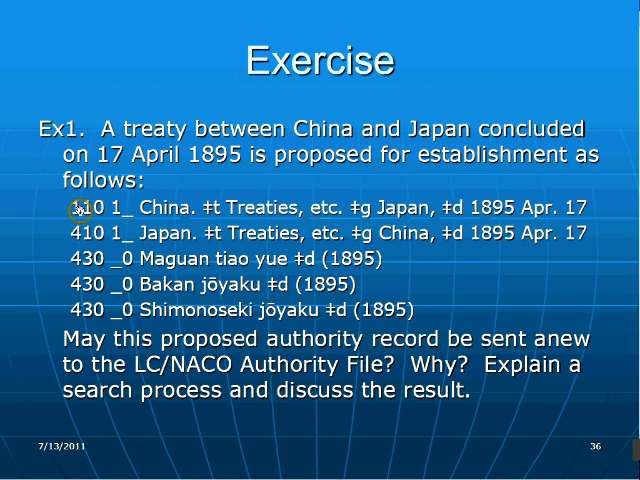 Exercise
Ex1. A treaty between China and Japan concluded
on 17 April 1895 is proposed for establishment as
follows:
110 1_ China. ‡t Treaties, etc. ‡g Japan, ‡d 1895 Apr. 17
410 1_ Japan. ‡t Treaties, etc. ‡g China, ‡d 1895 Apr. 17
430 _0 Maguan tiao yue ‡d (1895)
430 _0 Bakan jōyaku ‡d (1895)
430 _0 Shimonoseki jōyaku ‡d (1895)
May this proposed authority record be sent anew
to the LC/NACO Authority File? Why? Explain a
search process and discuss the result.
7/13/2011 36